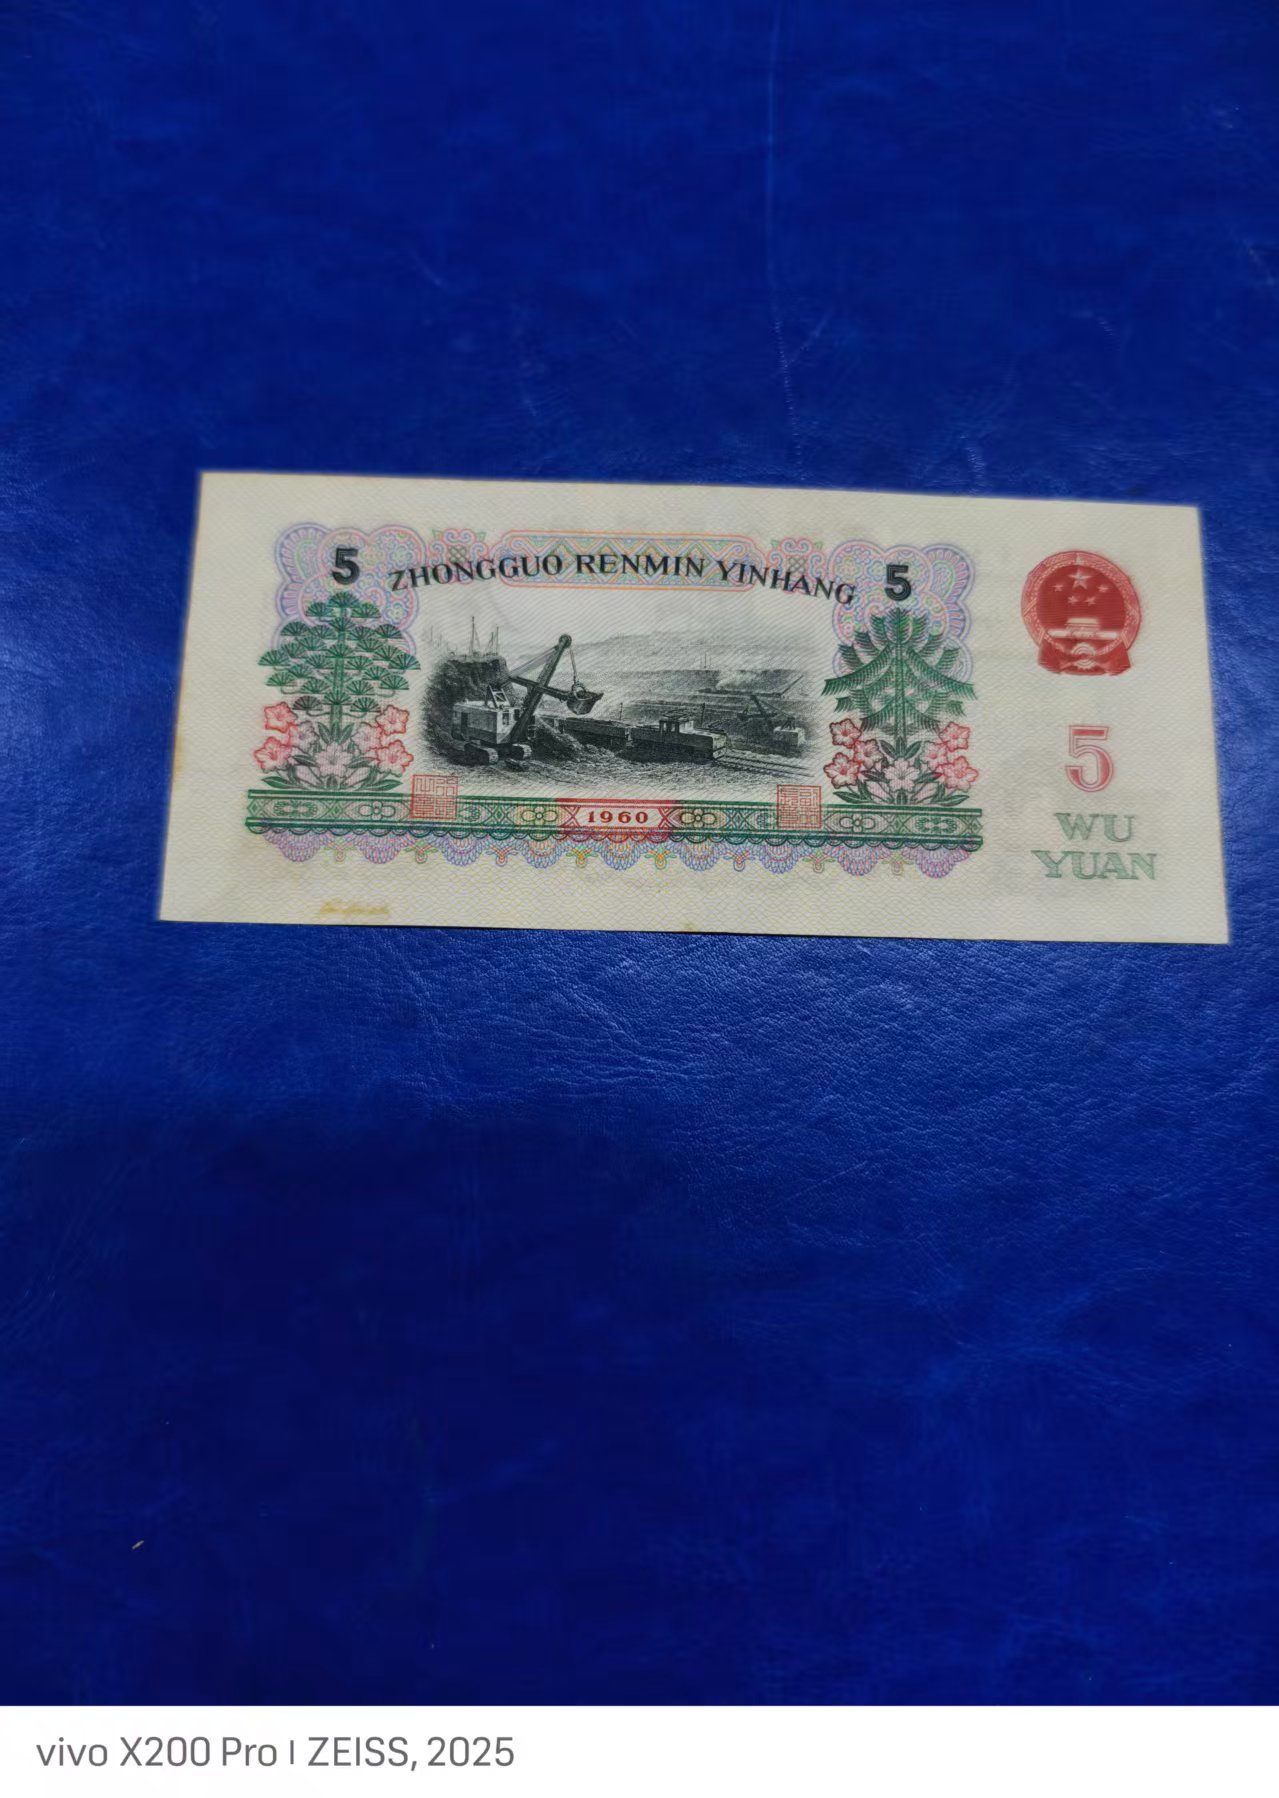 5 ZHONGGUO RENMIN YINHANG 5
1960
5
WU
YUAN
vivo X200 Pro | ZEISS, 2025